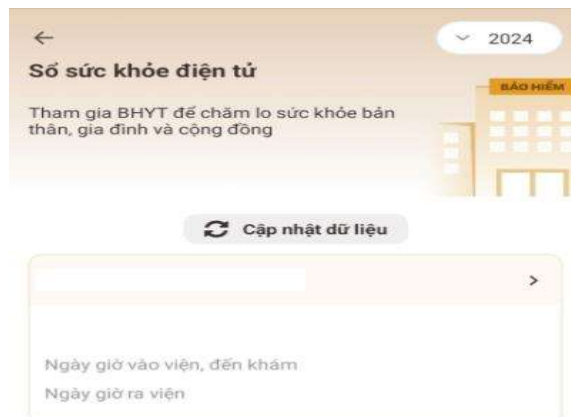 2024
Sổ sức khỏe điện tử
BẢO HIỂM
Tham gia BHYT để chăm lo sức khỏe bản
thân, gia đình và cộng đồng
Cập nhật dữ liệu
Ngày giờ vào viện, đến khám
Ngày giờ ra viện